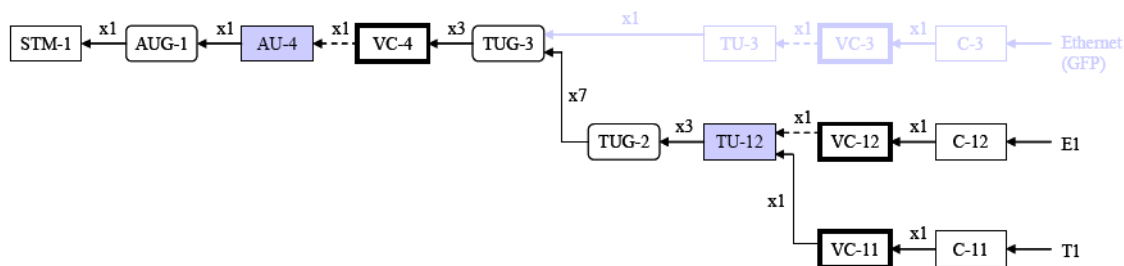 x1
x1
x1
x1
x3
x1
x1
STM-1
AUG-1
AU-4
VC-4
TUG-3
TU-3
VC-3
C-3
Ethernet
(GFP)
x7
x3
x1
x1
TUG-2
TU-12
VC-12
C-12
E1
x1
x1
VC-11
C-11
T1